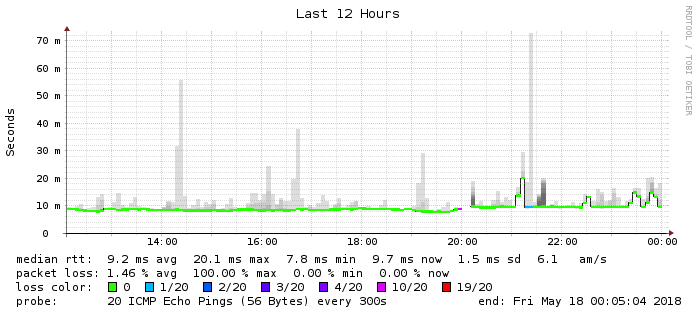 Last 12 Hours
RRDTOOL / TOBI OETIKER
Seconds
70 m
60 m
50 m
40 m
30 m
20 m
10 m
0
14:00 16:00 18:00 20:00 22:00 00:00
median rtt: 9.2 ms avg 20.1 ms max 7.8 ms min 9.7 ms now 1.5 ms sd 6.1 am/s
packet loss: 1.46 % avg 100.00 % max 0.00 % min 0.00 % now
loss color: 0 1/20 2/20 3/20 4/20 10/20 19/20
probe: 20 ICMP Echo Pings (56 Bytes) every 300s end: Fri May 18 00:05:04 2018